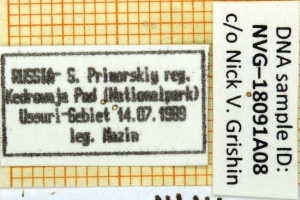 RUSSIA- S. Primorskiy reg.
Kedrowaja Pad (Nationalpark)
Ussuri-Gebiet 14.07.1989
leg. Mazin
DNA sample ID:
NVG-18091A08
c/o Nick V. Grishin